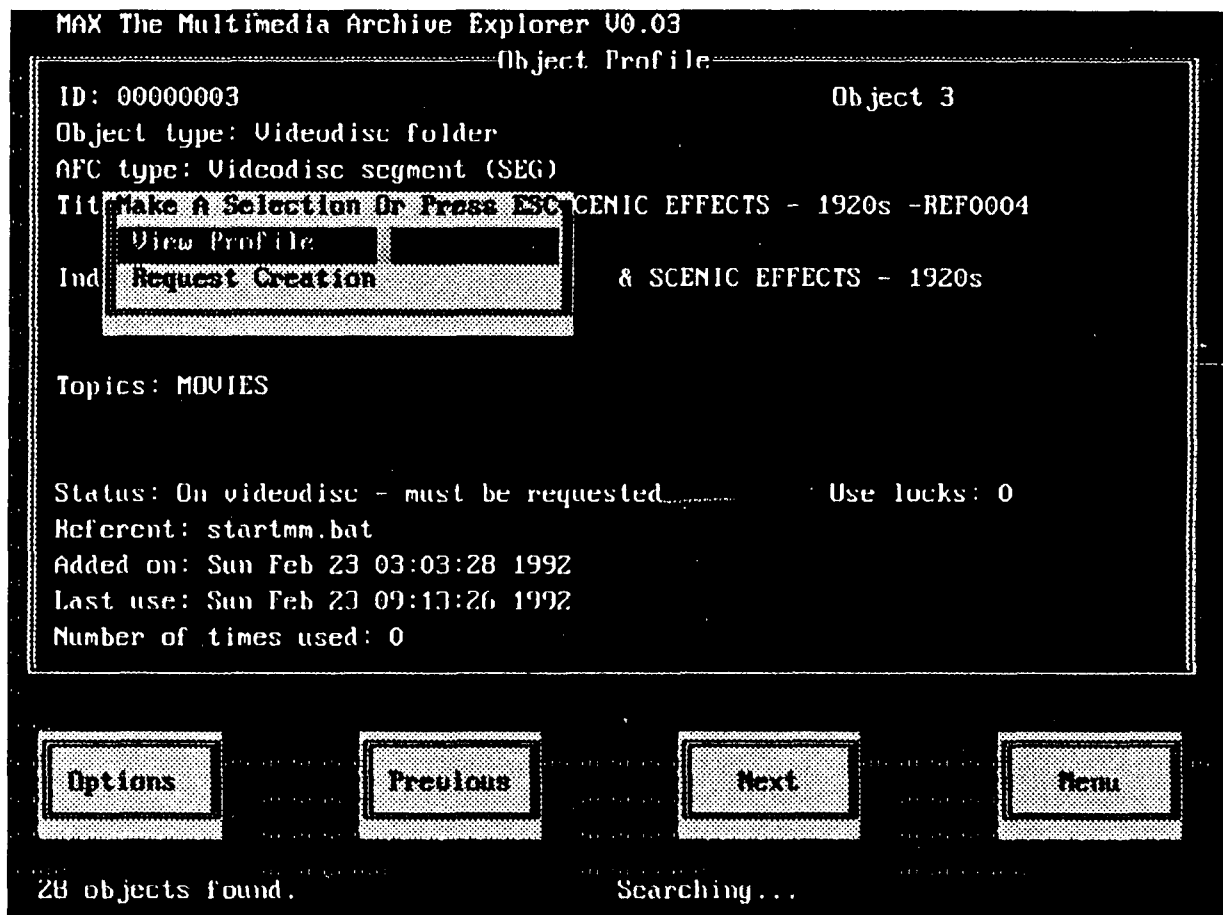 MAX The Multimedia Archive Explorer V0.03
Object Profile
ID: 00000003 Object 3
Object type: Videodisc folder
AFC type: Videodisc segment (SEG)
Tit CENIC EFFECTS - 1920s -REF0004
Make A Selection Or Press ESC
View Profile
Ind & SCENIC EFFECTS - 1920s
Request Creation
Topics: MOVIES
Status: On videodisc - must be requested Use locks: 0
Referent: startmm.bat
Added on: Sun Feb 23 03:03:28 1992
Last use: Sun Feb 23 09:13:26 1992
Number of times used: 0
Options Previous Next Menu
28 objects found. Searching...